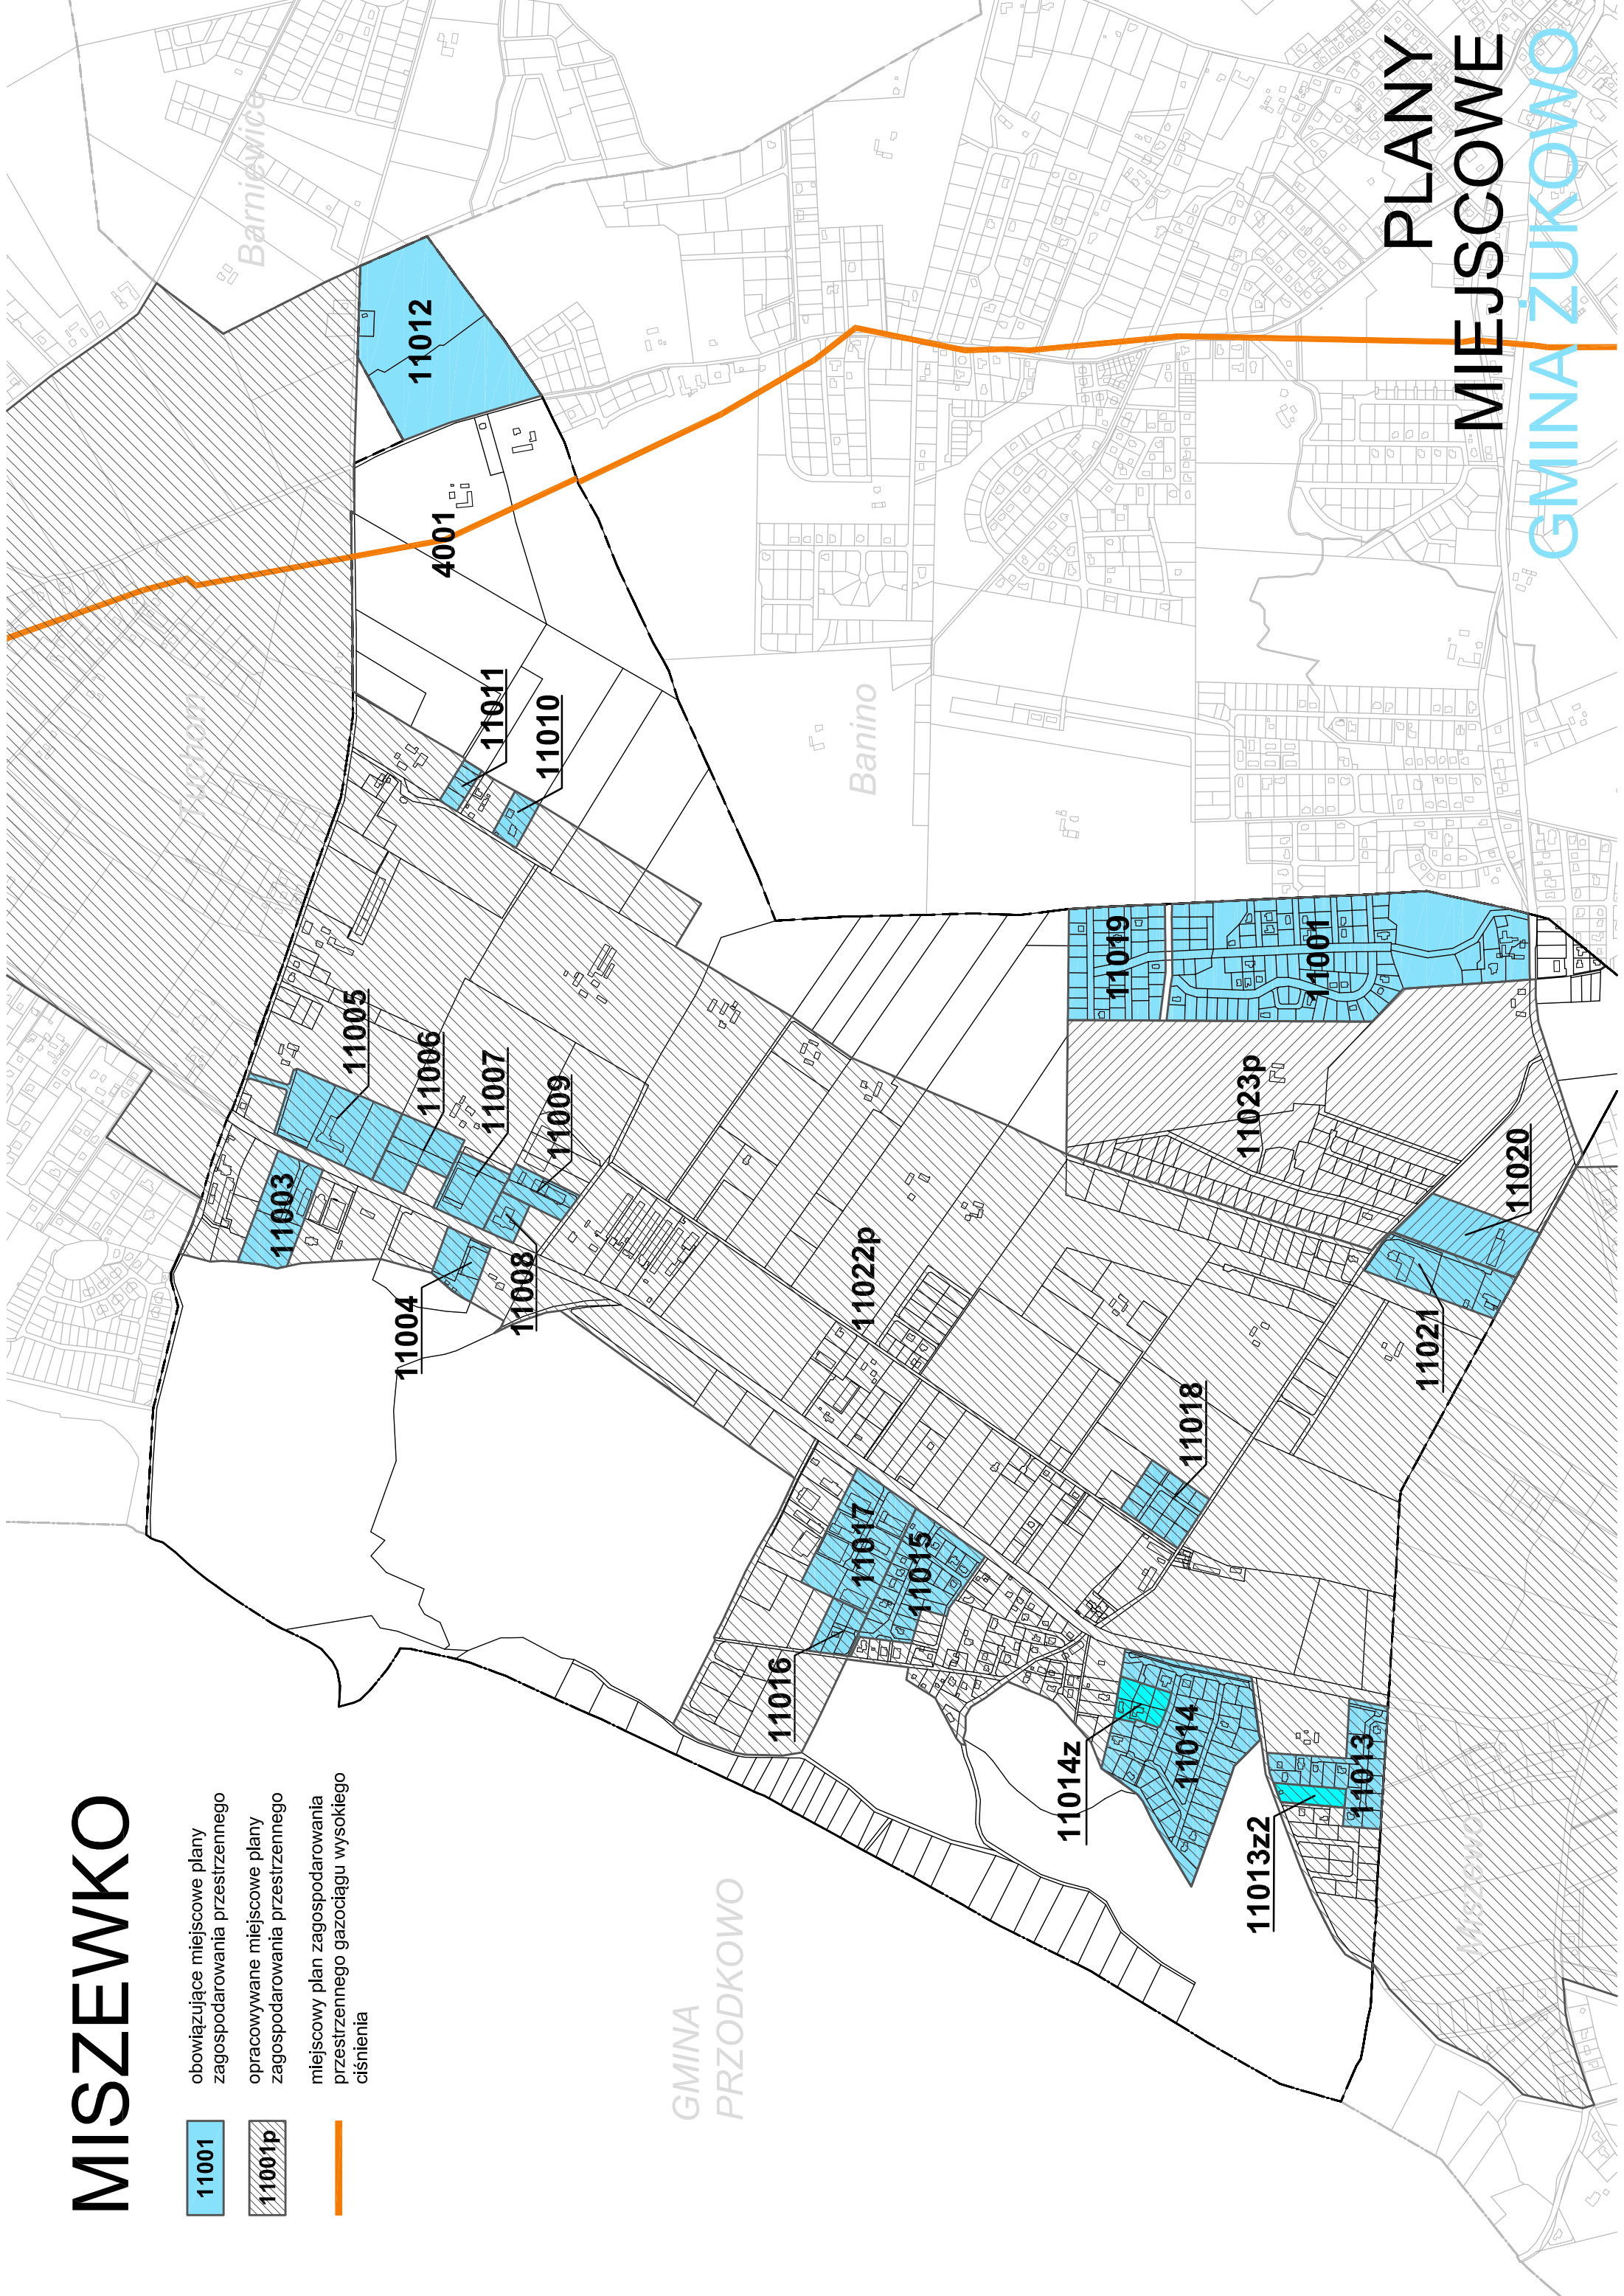 MISZEWKO
11001
obowiązujące miejscowe plany
zagospodarowania przestrzennego
11001p
opracowywane miejscowe plany
zagospodarowania przestrzennego
miejscowy plan zagospodarowania
przestrzennego gazociągu wysokiego
ciśnienia
PLANY
MIEJSCOWE
GMINA ŻUKOWO
GMINA
PRZODKOWO
Barniewice
Tuchom
Banino
Miszewo
11003
11004
11005
11006
11007
11008
11009
11010
11011
4001
11012
11016
11017
11015
11022p
11019
11001
11014z
11014
11018
11023p
11013z2
11013
11021
11020